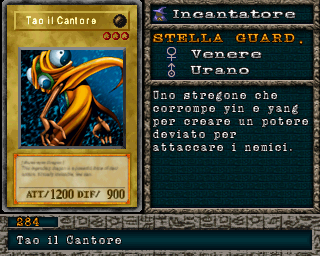 Tao il Cantore
ATT/1200 DIF/ 900
Incantatore
STELLA GUARD.
♀ Venere
♅ Urano
Uno stregone che
corrompe yin e yang
per creare un potere
deviato per
attaccare i nemici.
284
Tao il Cantore